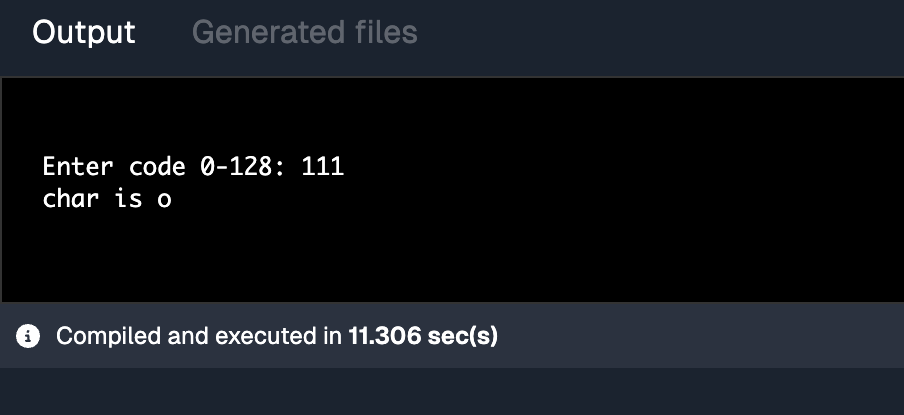 Output Generated files
Enter code 0-128: 111
char is o
Compiled and executed in 11.306 sec(s)